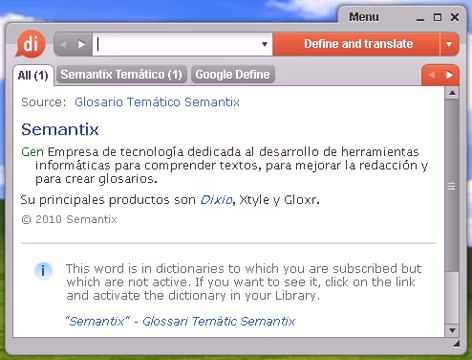 Menu
di
Define and translate
All (1) Semantix Temático (1) Google Define
Source: Glosario Temático Semantix
Semantix
Gen Empresa de tecnología dedicada al desarrollo de herramientas
informáticas para comprender textos, para mejorar la redacción y
para crear glosarios.
Su principales productos son Dixio, Xtyle y Gloxr.
© 2010 Semantix
i
This word is in dictionaries to which you are subscribed but
which are not active. If you want to see it, click on the link
and activate the dictionary in your Library.
"Semantix" - Glossari Temàtic Semantix